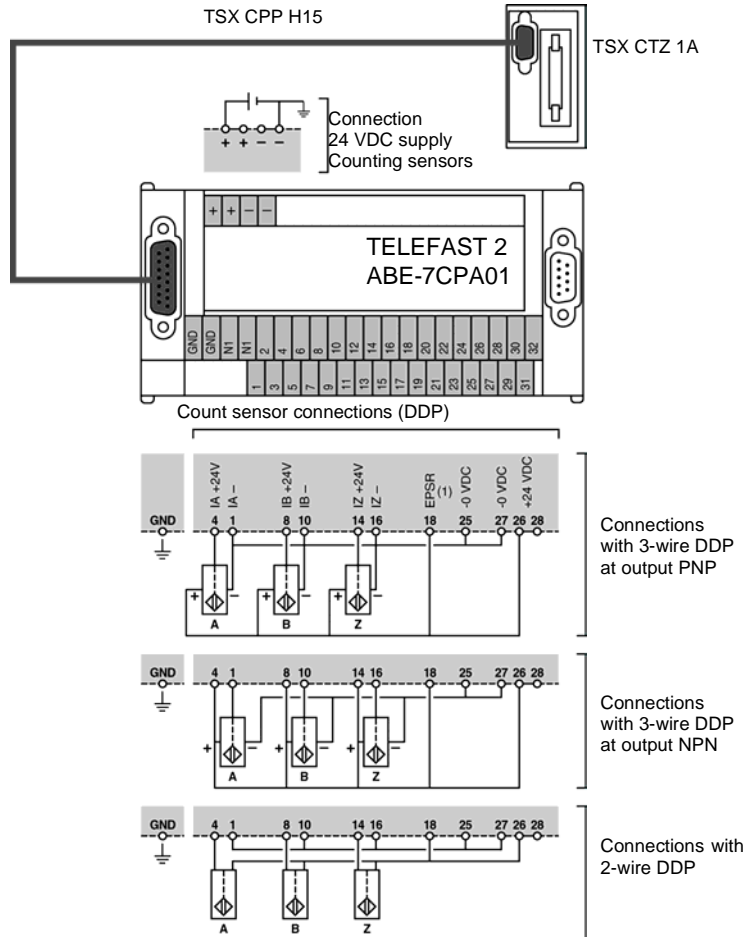 TSX CPP H15
TSX CTZ 1A
Connection
24 VDC supply
Counting sensors
+ + – –
+ + – –
TELEFAST 2
ABE-7CPA01
GND GND N1 N1 2 4 6 8 10 12 14 16 18 20 22 24 26 28 30 32
1 3 5 7 9 11 13 15 17 19 21 23 25 27 29 31
Count sensor connections (DDP)
IA +24V IA – IB +24V IB – IZ +24V IZ – EPSR (1) -0 VDC -0 VDC +24 VDC
GND 4 1 8 10 14 16 18 25 27 26 28
+ – + – + –
A B Z
Connections
with 3-wire DDP
at output PNP
GND 4 1 8 10 14 16 18 25 27 26 28
+ – + – + –
A B Z
Connections
with 3-wire DDP
at output NPN
GND 4 1 8 10 14 16 18 25 27 26 28
A B Z
Connections with
2-wire DDP